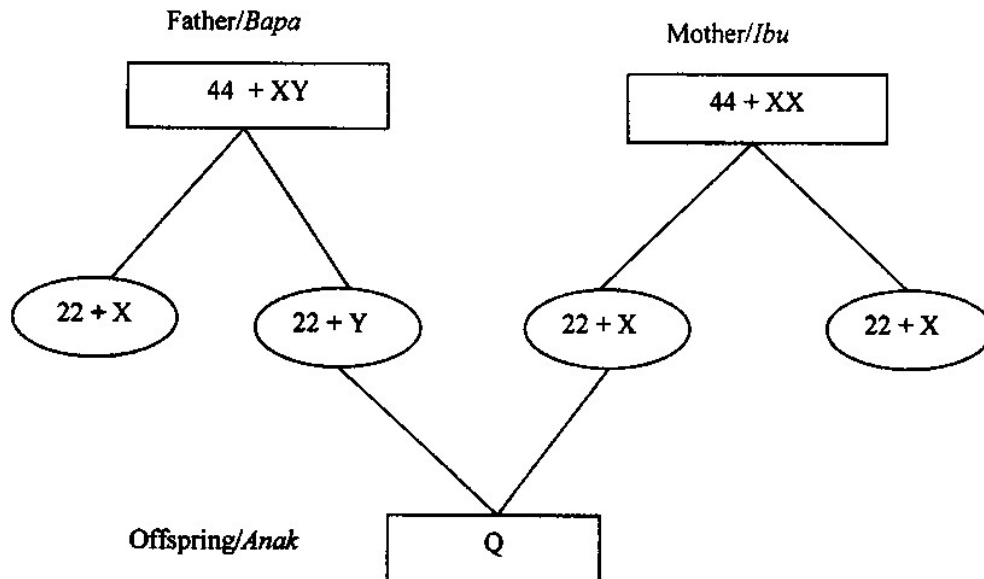 Father/Bapa
Mother/Ibu
44 + XY
44 + XX
22 + X
22 + Y
22 + X
22 + X
Offspring/Anak
Q